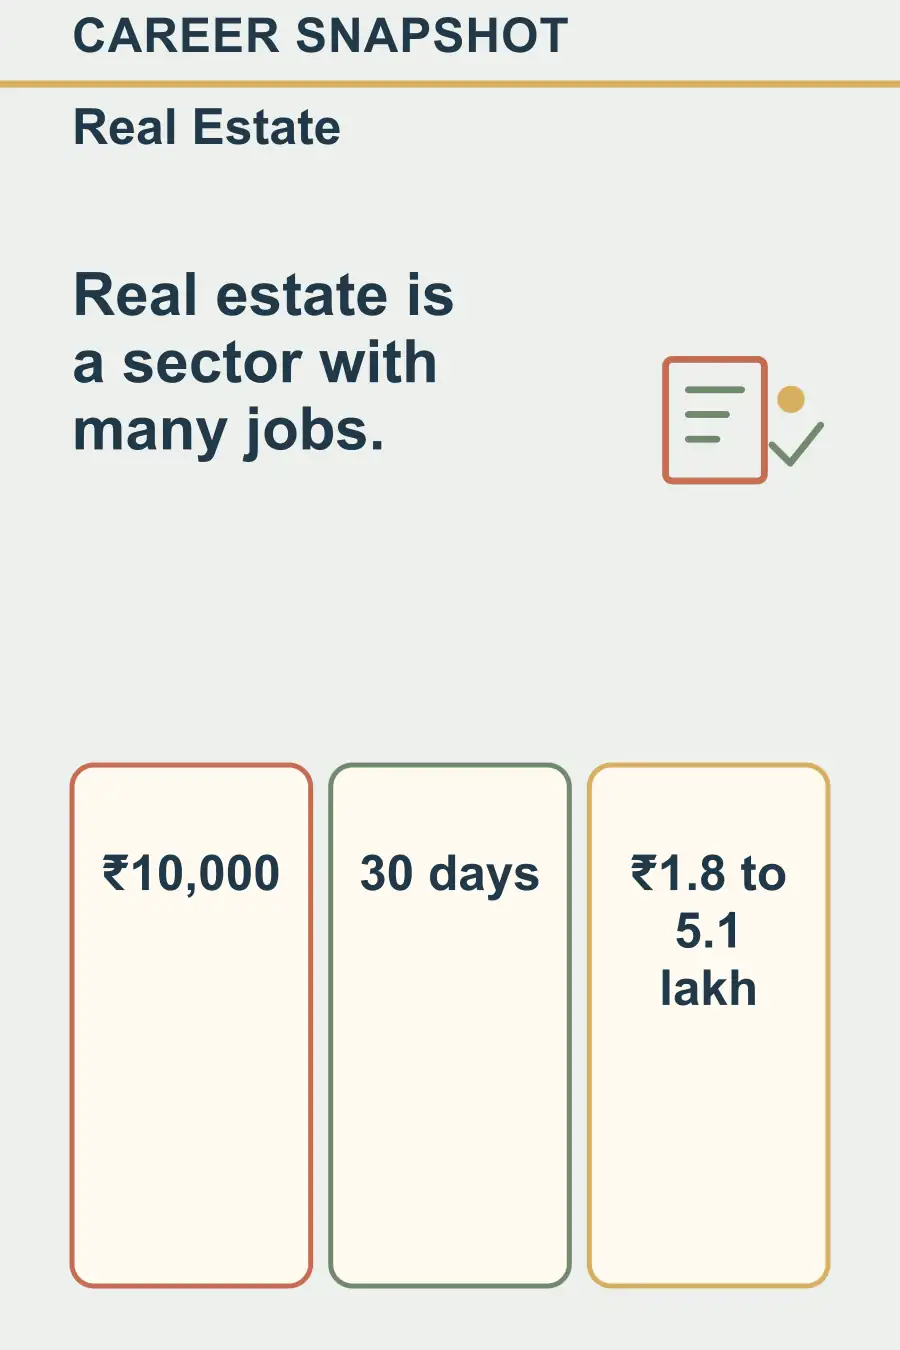 CAREER SNAPSHOT
Real Estate
Real estate is
a sector with
many jobs.
₹10,000
30 days
₹1.8 to
5.1
lakh